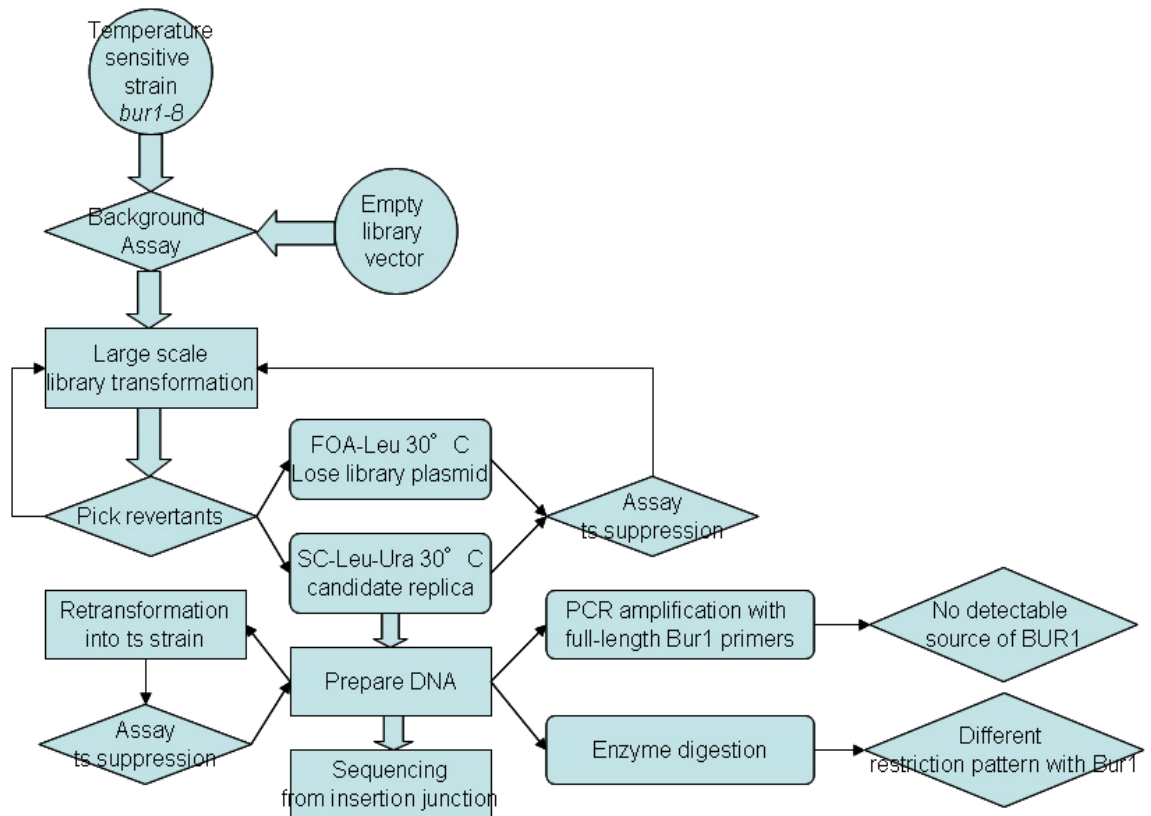 Temperature
sensitive
strain
bur1-8
Background
Assay
Empty
library
vector
Large scale
library transformation
Pick revertants
FOA-Leu 30° C
Lose library plasmid
SC-Leu-Ura 30° C
candidate replica
Assay
ts suppression
Retransformation
into ts strain
Assay
ts suppression
Prepare DNA
Sequencing
from insertion junction
PCR amplification with
full-length Bur1 primers
No detectable
source of BUR1
Enzyme digestion
Different
restriction pattern with Bur1